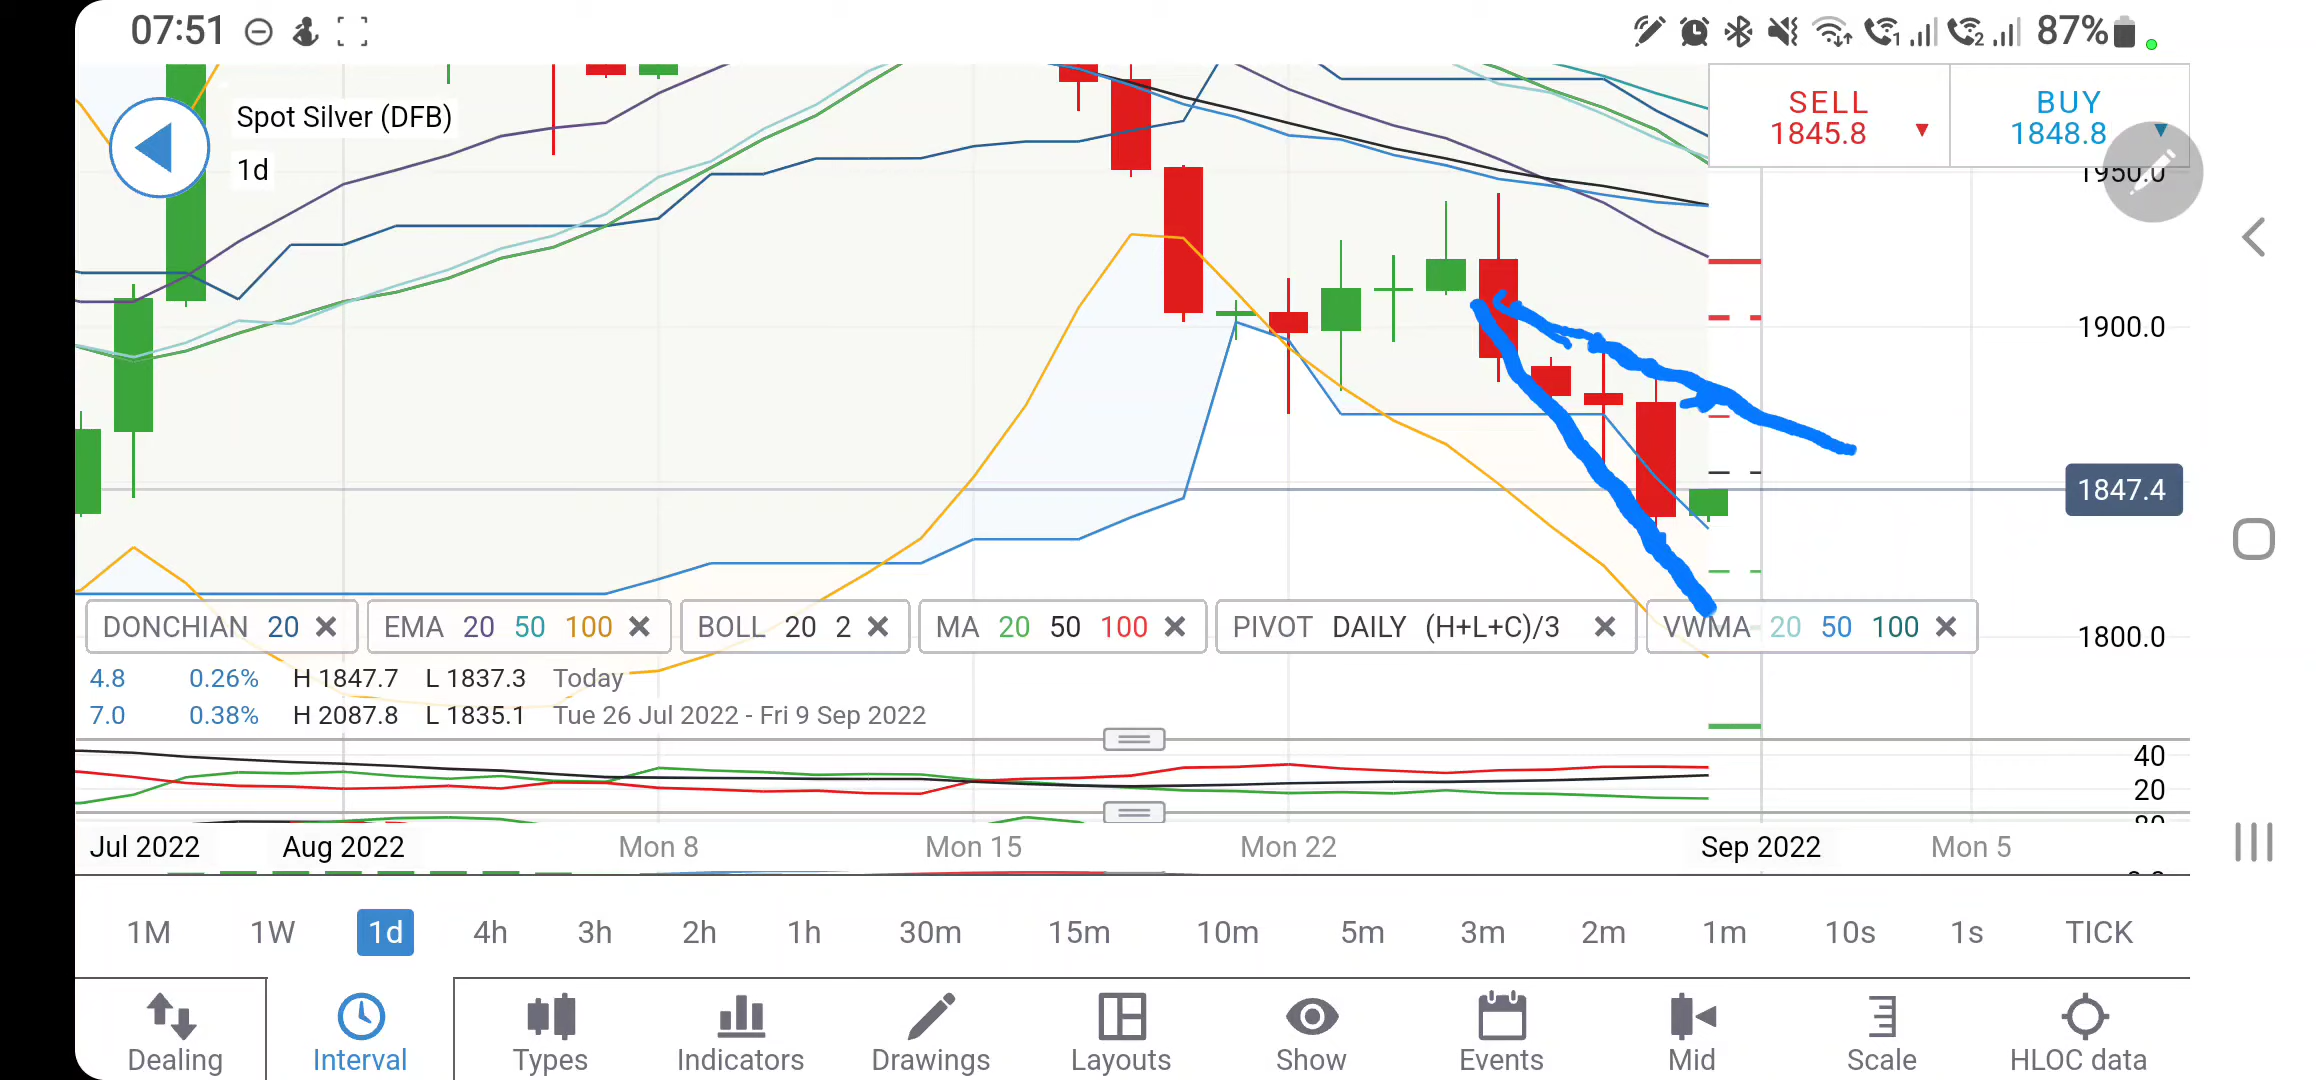 07:51
87%
Spot Silver (DFB)
1d
SELL
1845.8
BUY
1848.8
1950.0
1900.0
1847.4
1800.0
DONCHIAN 20
EMA 20 50 100
BOLL 20 2
MA 20 50 100
PIVOT DAILY (H+L+C)/3
VWMA 20 50 100
4.8 0.26% H 1847.7 L 1837.3 Today
7.0 0.38% H 2087.8 L 1835.1 Tue 26 Jul 2022 - Fri 9 Sep 2022
40
20
Jul 2022 Aug 2022 Mon 8 Mon 15 Mon 22 Sep 2022 Mon 5
1M 1W 1d 4h 3h 2h 1h 30m 15m 10m 5m 3m 2m 1m 10s 1s TICK
Dealing Interval Types Indicators Drawings Layouts Show Events Mid Scale HLOC data